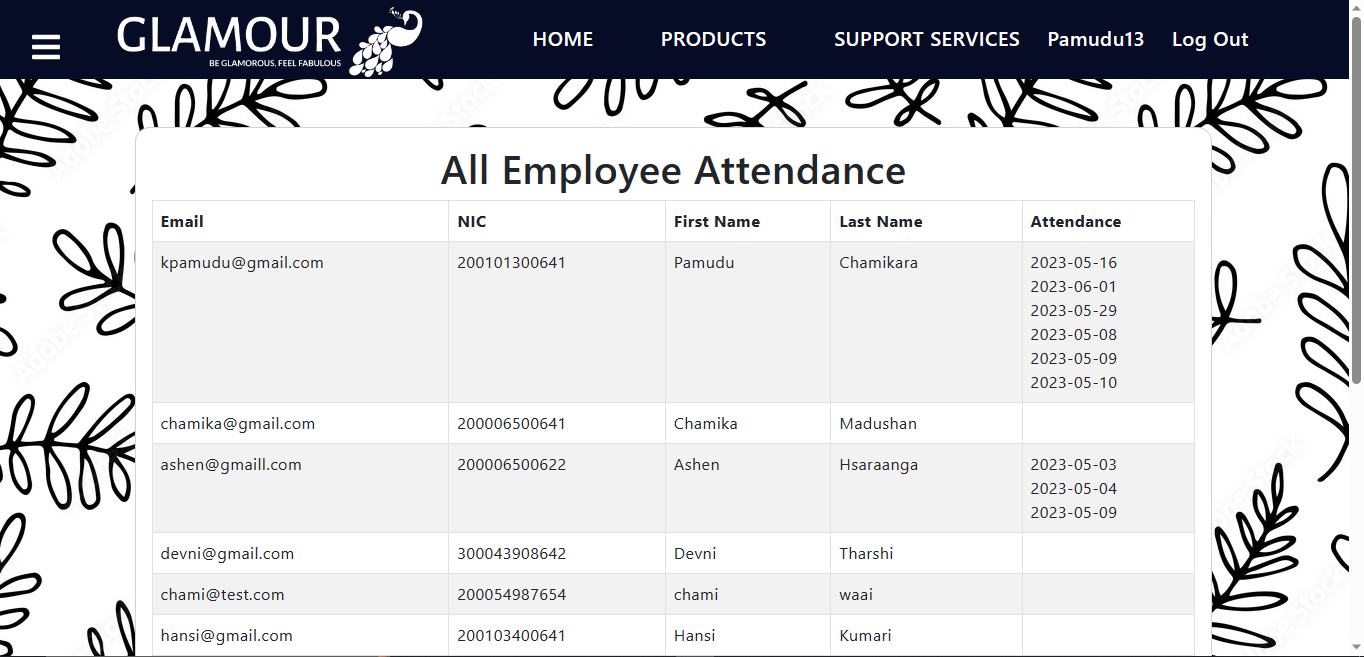 GLAMOUR
BE GLAMOROUS, FEEL FABULOUS
HOME PRODUCTS SUPPORT SERVICES Pamudu13 Log Out
All Employee Attendance
Email NIC First Name Last Name Attendance
kpamudu@gmail.com 200101300641 Pamudu Chamikara 2023-05-16
2023-06-01
2023-05-29
2023-05-08
2023-05-09
2023-05-10
chamika@gmail.com 200006500641 Chamika Madushan
ashen@gmaill.com 200006500622 Ashen Hsaraanga 2023-05-03
2023-05-04
2023-05-09
devni@gmail.com 300043908642 Devni Tharshi
chami@test.com 200054987654 chami waai
hansi@gmail.com 200103400641 Hansi Kumari
Adobe Stock